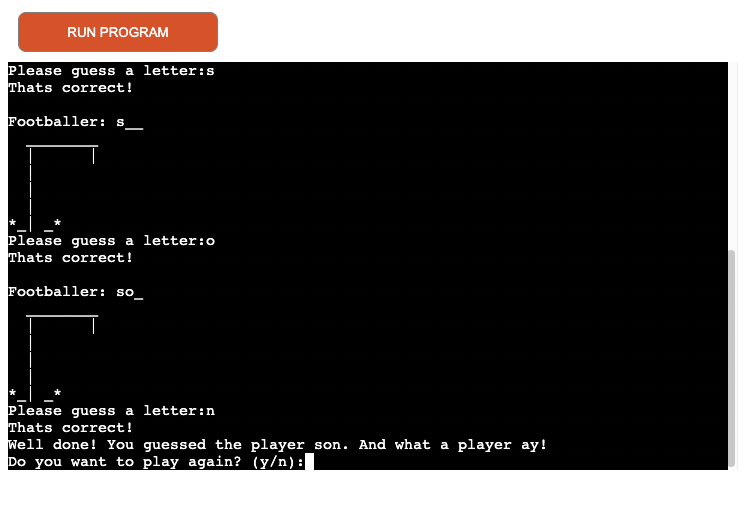 RUN PROGRAM
Please guess a letter:s
Thats correct!
Footballer: s__
*_| _*
Please guess a letter:o
Thats correct!
Footballer: so_
*_| _*
Please guess a letter:n
Thats correct!
Well done! You guessed the player son. And what a player ay!
Do you want to play again? (y/n):